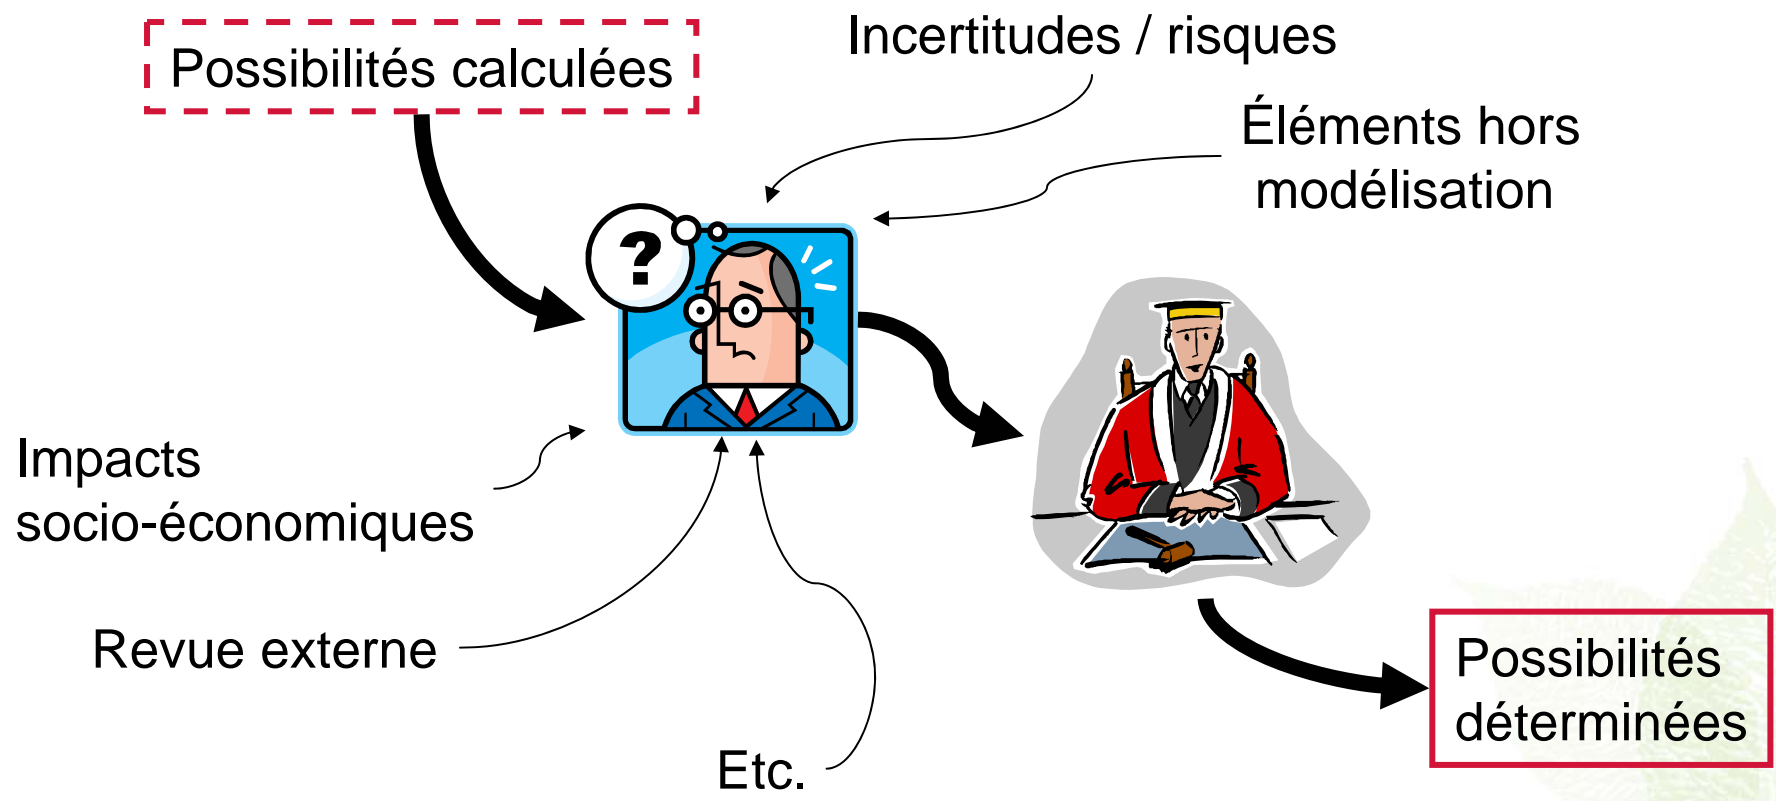 Incertitudes / risques
Possibilités calculées
Éléments hors
modélisation
?
Impacts
socio-économiques
Revue externe
Possibilités
déterminées
Etc.